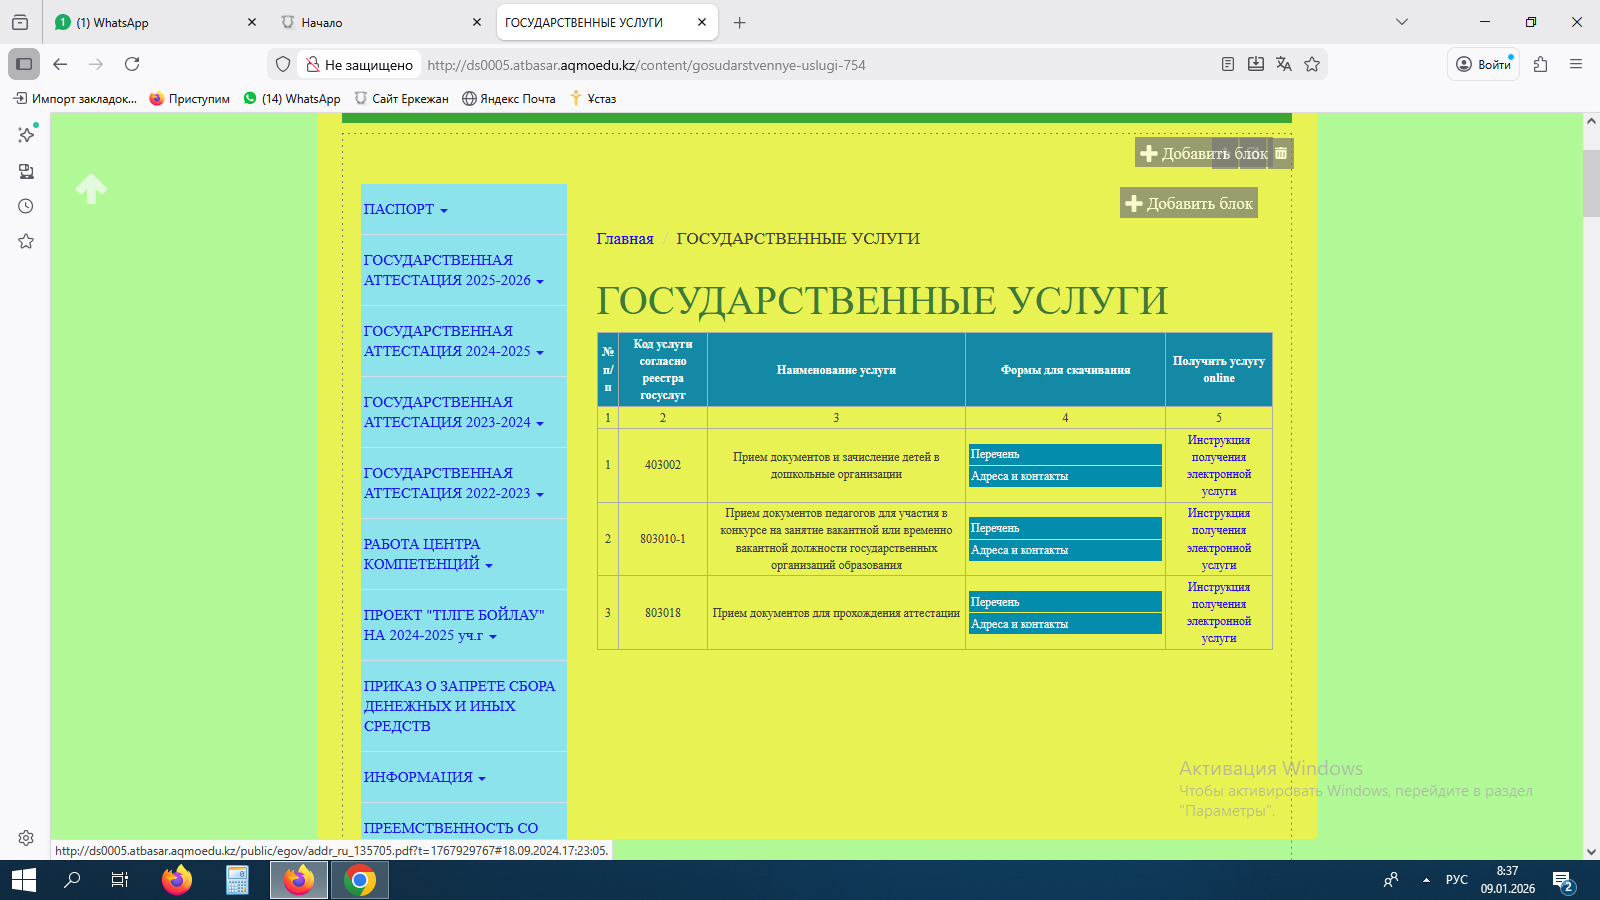 (1) WhatsApp
Начало
ГОСУДАРСТВЕННЫЕ УСЛУГИ
Не защищено
http://ds0005.atbasar.aqmoedu.kz/content/gosudarstvennye-uslugi-754
Войти
Импорт закладок...
Приступим
(14) WhatsApp
Сайт Еркежан
Яндекс Почта
Ұстаз
Добавить блок
Добавить блок
ПАСПОРТ
ГОСУДАРСТВЕННАЯ
АТТЕСТАЦИЯ 2025-2026
ГОСУДАРСТВЕННАЯ
АТТЕСТАЦИЯ 2024-2025
ГОСУДАРСТВЕННАЯ
АТТЕСТАЦИЯ 2023-2024
ГОСУДАРСТВЕННАЯ
АТТЕСТАЦИЯ 2022-2023
РАБОТА ЦЕНТРА
КОМПЕТЕНЦИЙ
ПРОЕКТ "ТІЛГЕ БОЙЛАУ"
НА 2024-2025 уч.г
ПРИКАЗ О ЗАПРЕТЕ СБОРА
ДЕНЕЖНЫХ И ИНЫХ
СРЕДСТВ
ИНФОРМАЦИЯ
ПРЕЕМСТВЕННОСТЬ СО
Главная / ГОСУДАРСТВЕННЫЕ УСЛУГИ
ГОСУДАРСТВЕННЫЕ УСЛУГИ
№
п/
п
Код услуги
согласно
реестра
госуслуг
Наименование услуги
Формы для скачивания
Получить услугу
online
1 2 3 4 5
1
403002
Прием документов и зачисление детей в
дошкольные организации
Перечень
Адреса и контакты
Инструкция
получения
электронной
услуги
2
803010-1
Прием документов педагогов для участия в
конкурсе на занятие вакантной или временно
вакантной должности государственных
организаций образования
Перечень
Адреса и контакты
Инструкция
получения
электронной
услуги
3
803018
Прием документов для прохождения аттестации
Перечень
Адреса и контакты
Инструкция
получения
электронной
услуги
Активация Windows
Чтобы активировать Windows, перейдите в раздел
"Параметры".
http://ds0005.atbasar.aqmoedu.kz/public/egov/addr_ru_135705.pdf?t=1767929767#18.09.2024.17:23:05.
РУС
8:37
09.01.2026
2